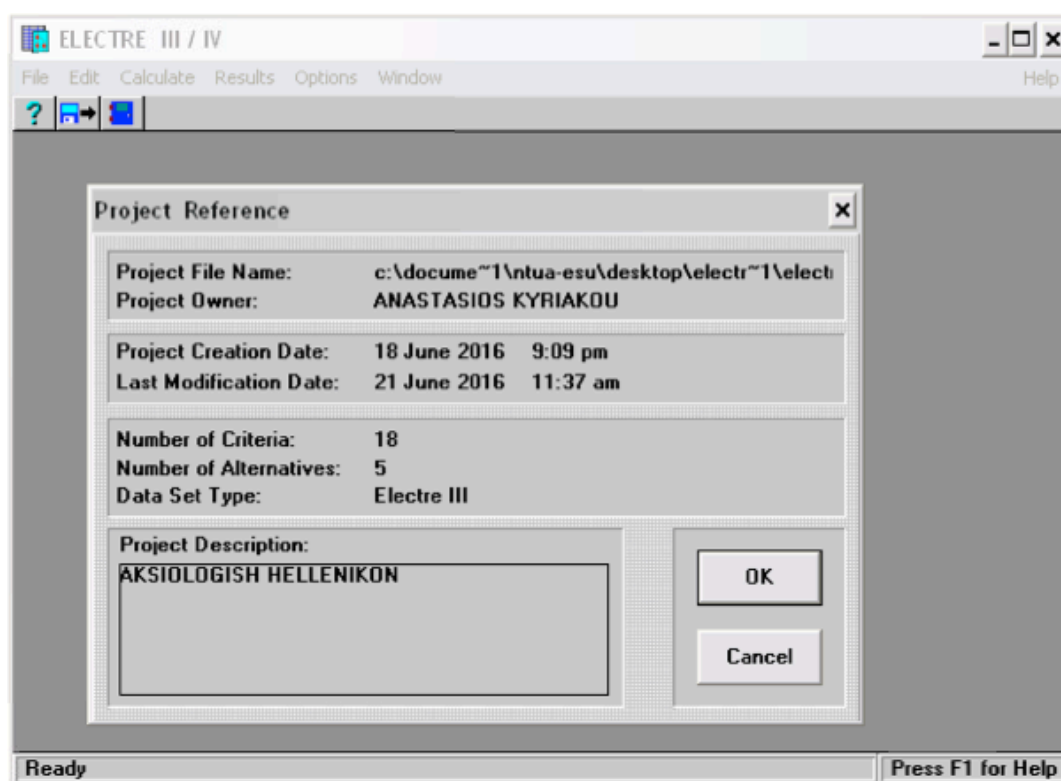 ELECTRE III / IV
File Edit Calculate Results Options Window Help
?
Project Reference
Project File Name: c:\docume~1\ntua-esu\desktop\electr~1\elect
Project Owner: ANASTASIOS KYRIAKOU
Project Creation Date: 18 June 2016 9:09 pm
Last Modification Date: 21 June 2016 11:37 am
Number of Criteria: 18
Number of Alternatives: 5
Data Set Type: Electre III
Project Description:
AKSIOLOGISH HELLENIKON
OK
Cancel
Ready Press F1 for Help